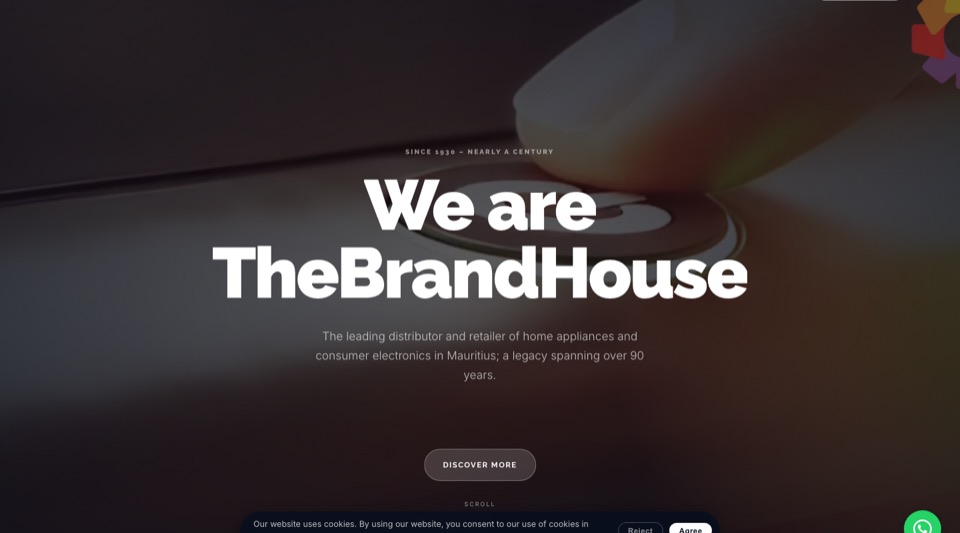 SINCE 1930 – NEARLY A CENTURY
We are
TheBrandHouse
The leading distributor and retailer of home appliances and
consumer electronics in Mauritius; a legacy spanning over 90
years.
DISCOVER MORE
SCROLL
Our website uses cookies. By using our website, you consent to our use of cookies in
Reject
Agree